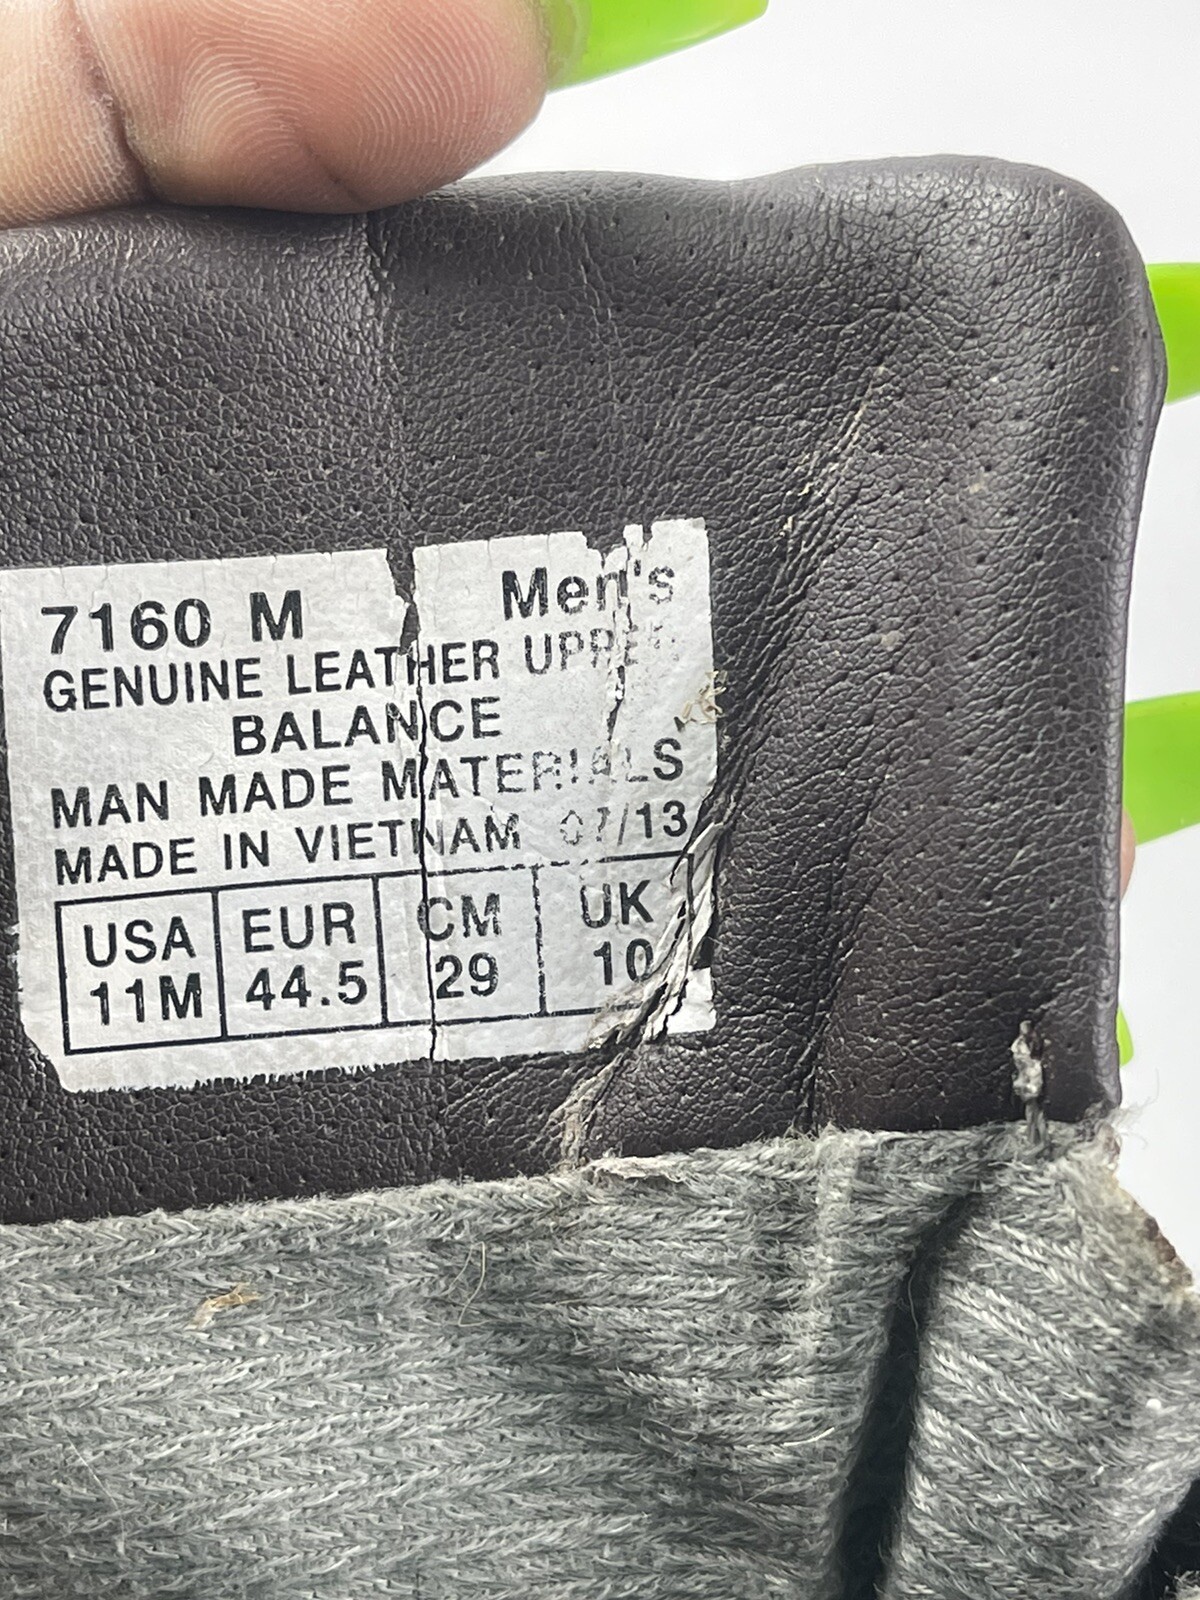 7160 M Men's
GENUINE LEATHER UPPER
BALANCE
MAN MADE MATERIALS
MADE IN VIETNAM 07/13
USA EUR CM UK
11M 44.5 29 10